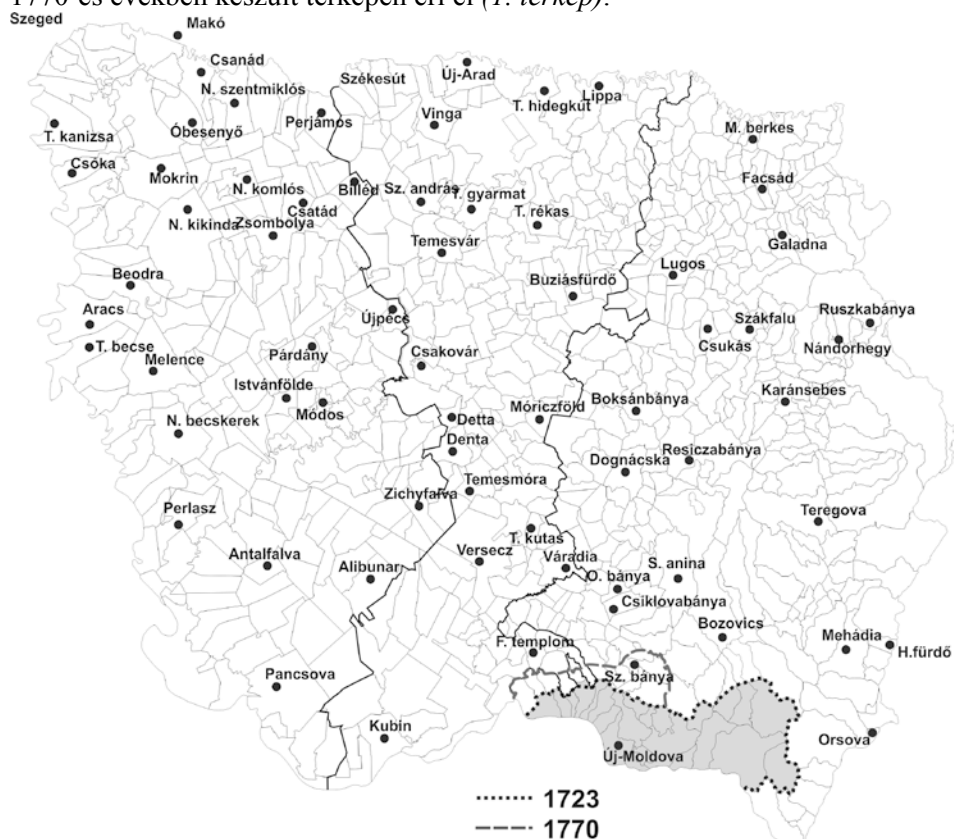 1770-es években készült térképen éri el (1. térkép).
Szeged
Makó
Csanád
N. szentmiklós
Székesút
Új-Arad
T. hidegkút
Lippa
T. kanizsa
Óbesenyő
Perjámos
Vinga
M. berkes
Csóka
Mokrin
N. komlós
Billéd
Sz. andrás
T. gyarmat
Facsád
N. kikinda
Csatád
Zsombolya
T. rékas
Temesvár
Galadna
Beodra
Buziásfürdő
Lugos
Aracs
Újpécs
Ruszkabánya
Szákfalu
Csukás
T. becse
Melence
Párdány
Csakovár
Nándorhegy
Istvánfölde
Módos
Móriczföld
Boksánbánya
Karánsebes
N. becskerek
Detta
Denta
Dognácska
Resiczabánya
Perlasz
Zichyfalva
Temesmóra
Teregova
T. kutas
Antalfalva
Alibunar
Versecz
Váradia
S. anina
O. bánya
Csiklovabánya
Bozovics
Mehádia
F. templom
H.fürdő
Pancsova
Sz. bánya
Kubin
Új-Moldova
Orsova
1723
1770